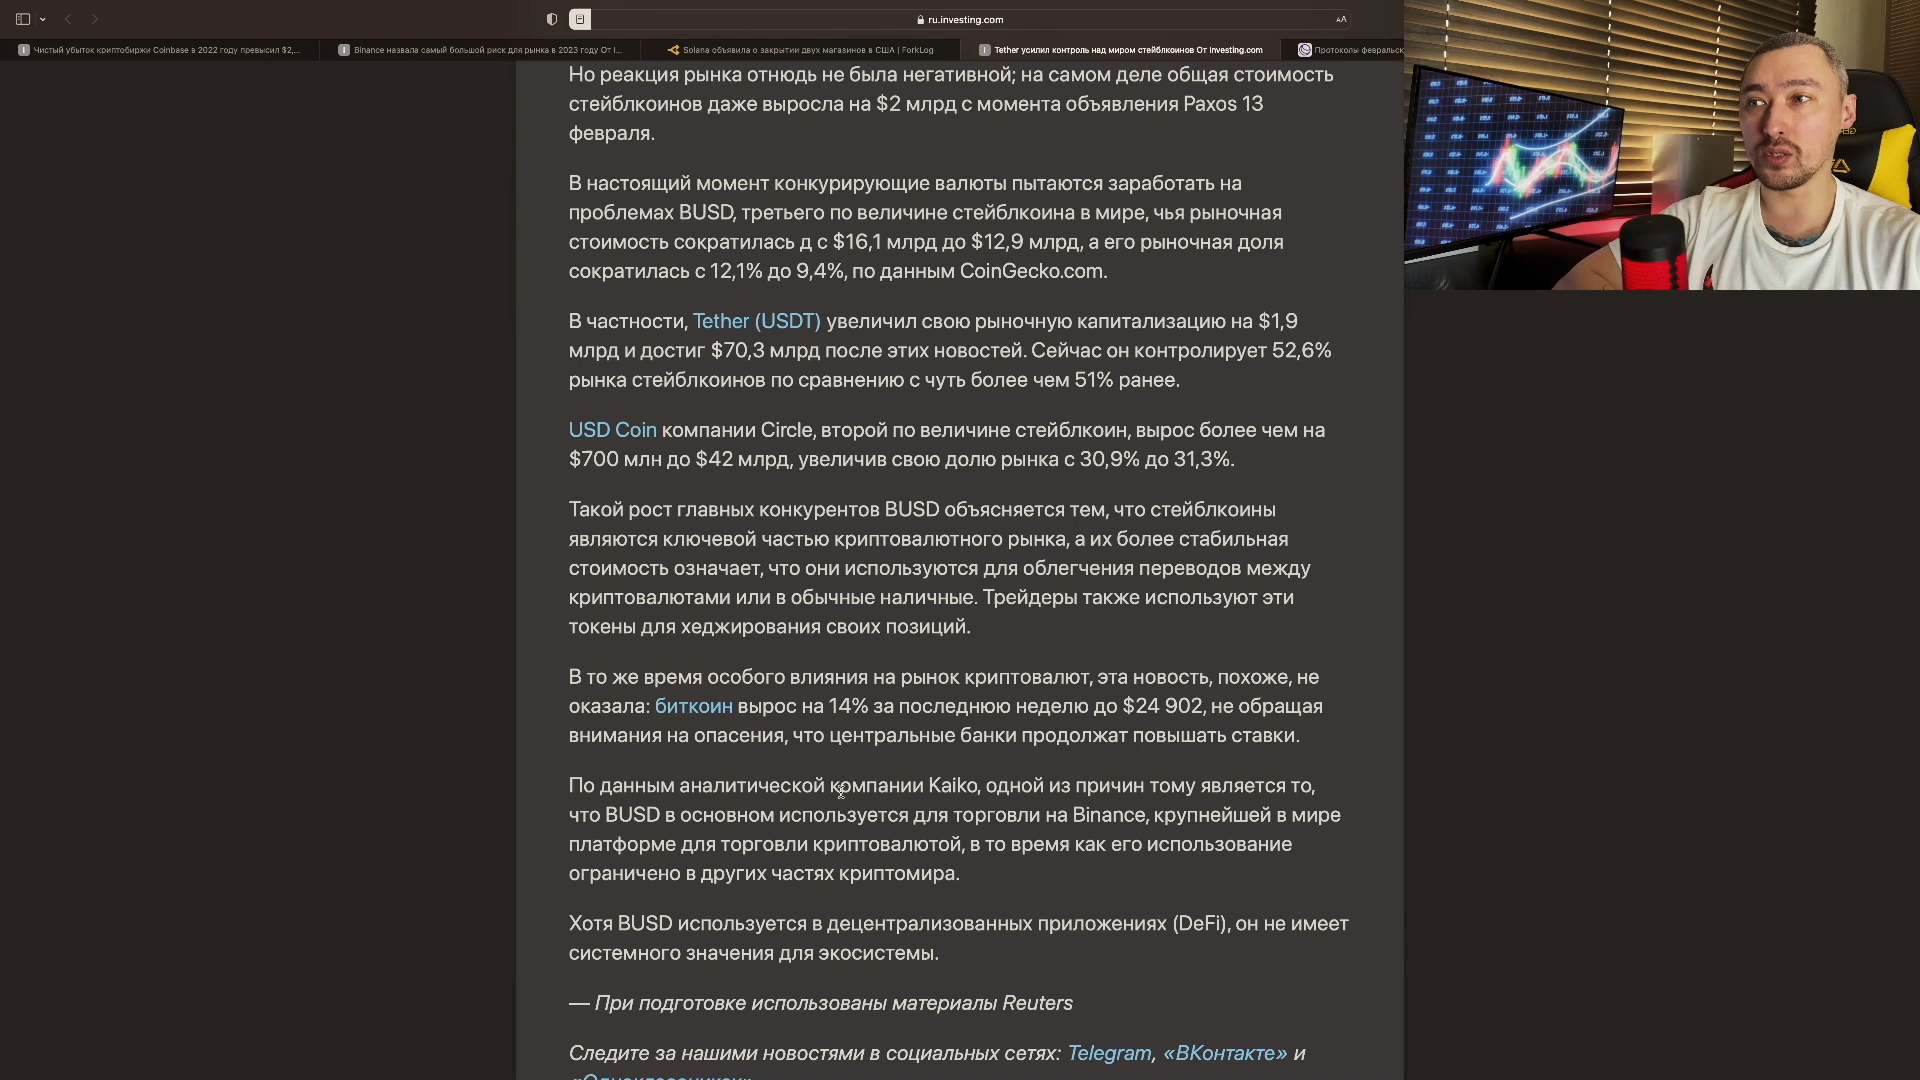 ru.investing.com
Чистый убыток криптобиржи Coinbase в 2022 году превысил $2,...
Binance назвала самый большой риск для рынка в 2023 году От I...
Solana объявила о закрытии двух магазинов в США | ForkLog
Tether усилил контроль над миром стейблкоинов От Investing.com
Протоколы февральск
Но реакция рынка отнюдь не была негативной; на самом деле общая стоимость
стейблкоинов даже выросла на $2 млрд с момента объявления Paxos 13
февраля.
В настоящий момент конкурирующие валюты пытаются заработать на
проблемах BUSD, третьего по величине стейблкоина в мире, чья рыночная
стоимость сократилась д с $16,1 млрд до $12,9 млрд, а его рыночная доля
сократилась с 12,1% до 9,4%, по данным CoinGecko.com.
В частности, Tether (USDT) увеличил свою рыночную капитализацию на $1,9
млрд и достиг $70,3 млрд после этих новостей. Сейчас он контролирует 52,6%
рынка стейблкоинов по сравнению с чуть более чем 51% ранее.
USD Coin компании Circle, второй по величине стейблкоин, вырос более чем на
$700 млн до $42 млрд, увеличив свою долю рынка с 30,9% до 31,3%.
Такой рост главных конкурентов BUSD объясняется тем, что стейблкоины
являются ключевой частью криптовалютного рынка, а их более стабильная
стоимость означает, что они используются для облегчения переводов между
криптовалютами или в обычные наличные. Трейдеры также используют эти
токены для хеджирования своих позиций.
В то же время особого влияния на рынок криптовалют, эта новость, похоже, не
оказала: биткоин вырос на 14% за последнюю неделю до $24 902, не обращая
внимания на опасения, что центральные банки продолжат повышать ставки.
По данным аналитической компании Kaiko, одной из причин тому является то,
что BUSD в основном используется для торговли на Binance, крупнейшей в мире
платформе для торговли криптовалютой, в то время как его использование
ограничено в других частях криптомира.
Хотя BUSD используется в децентрализованных приложениях (DeFi), он не имеет
системного значения для экосистемы.
— При подготовке использованы материалы Reuters
Следите за нашими новостями в социальных сетях: Telegram, «ВКонтакте» и